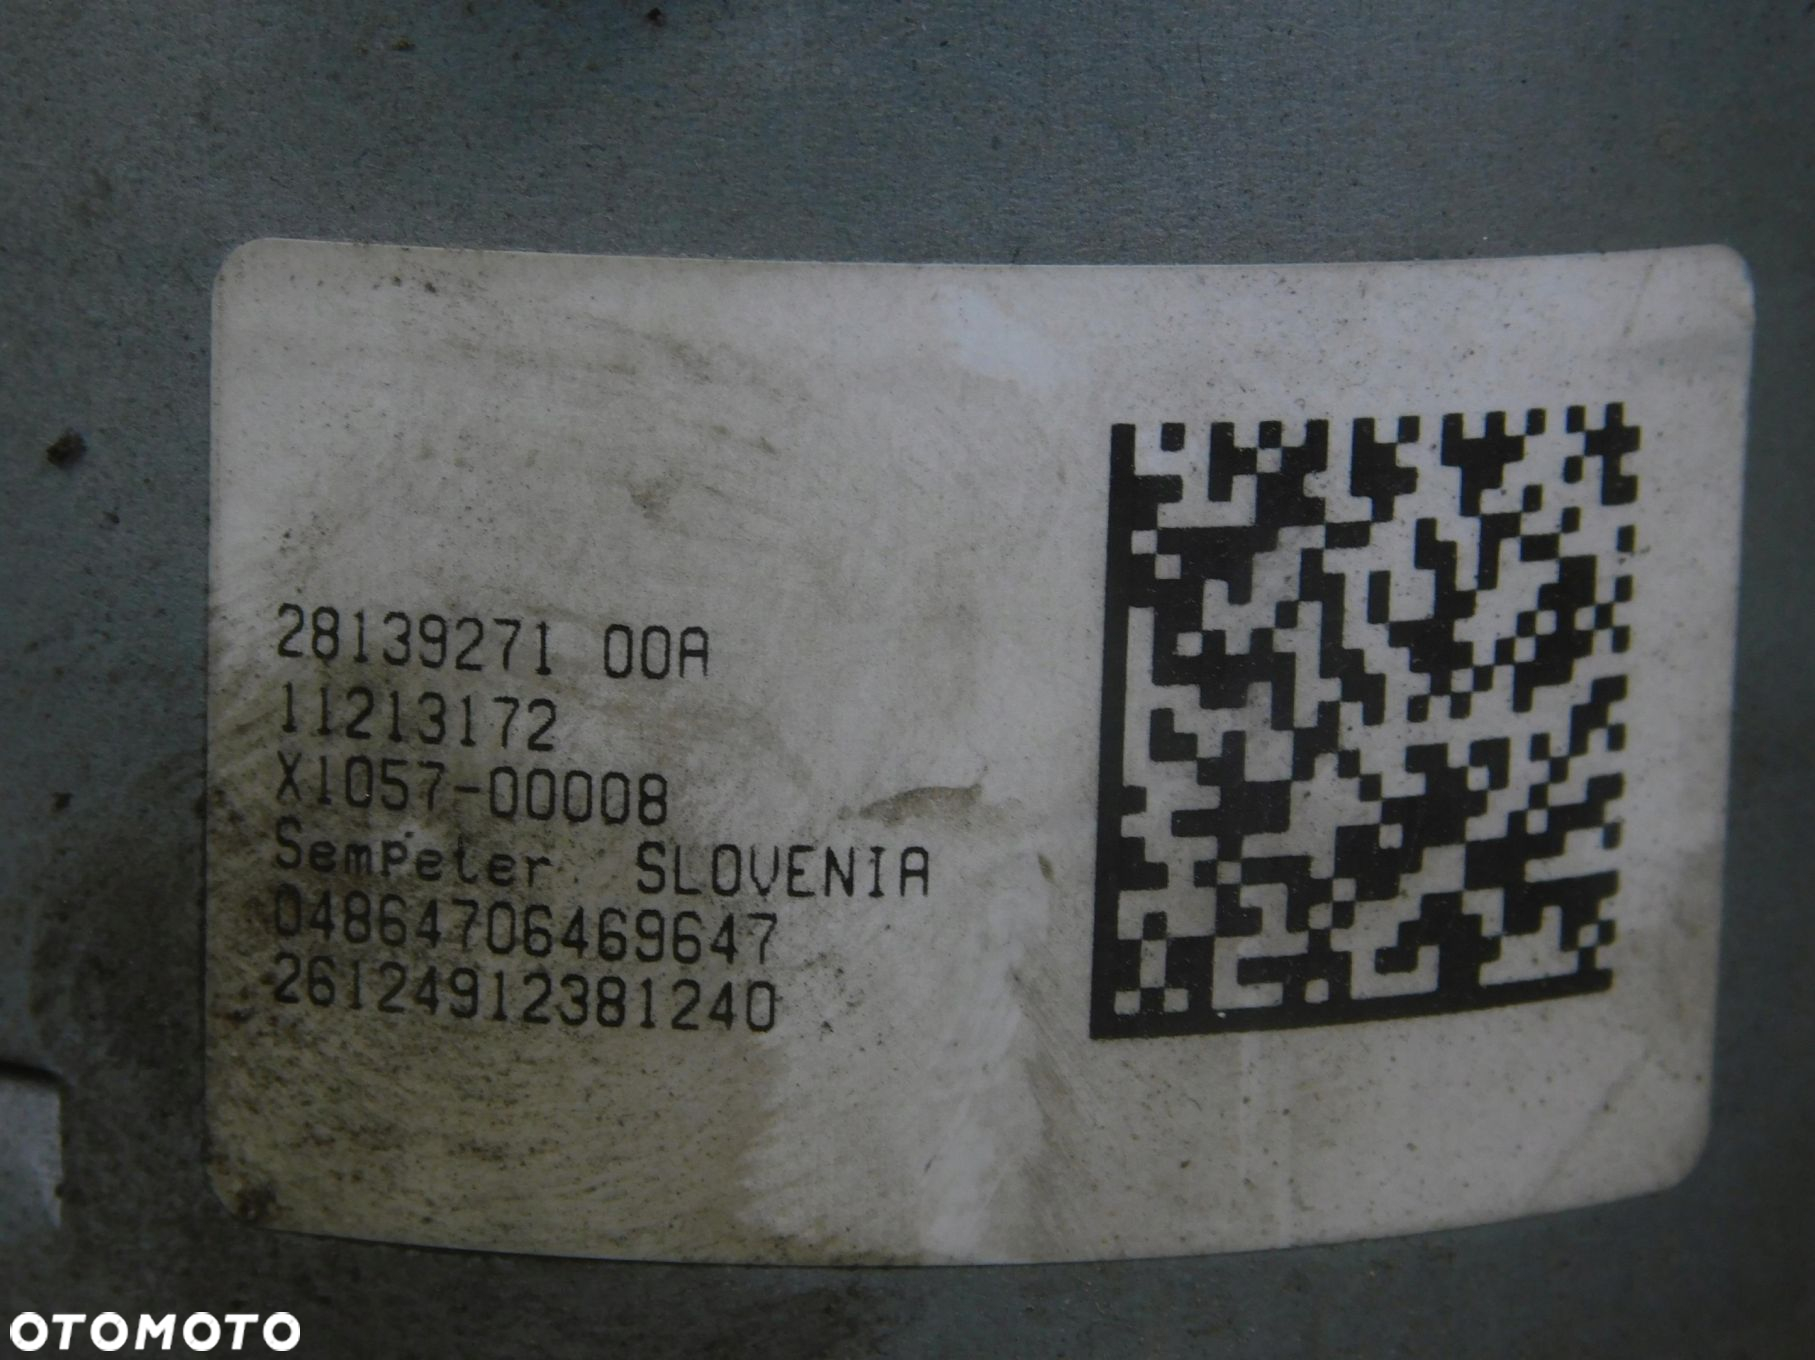 28139271 00A
11213172
X1057-00008
Sempeter. SLOVENIA
04864706469647
26124912381240
OTOMOTO